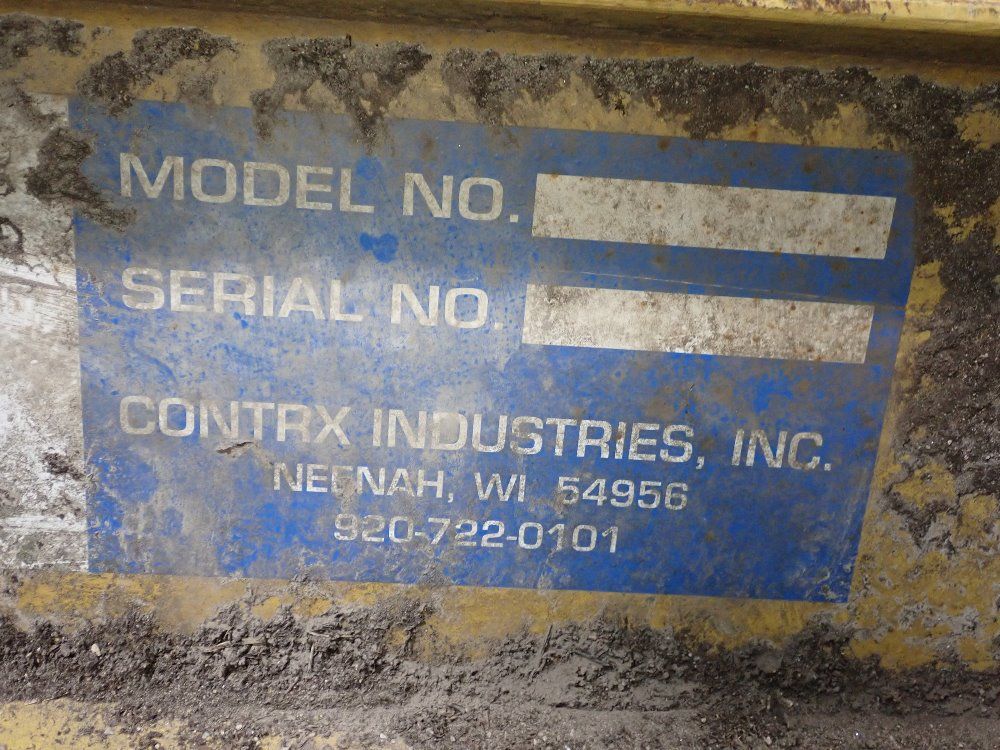 MODEL NO.
SERIAL NO.
CONTRX INDUSTRIES, INC.
NEENAH, WI 54956
920-722-0101